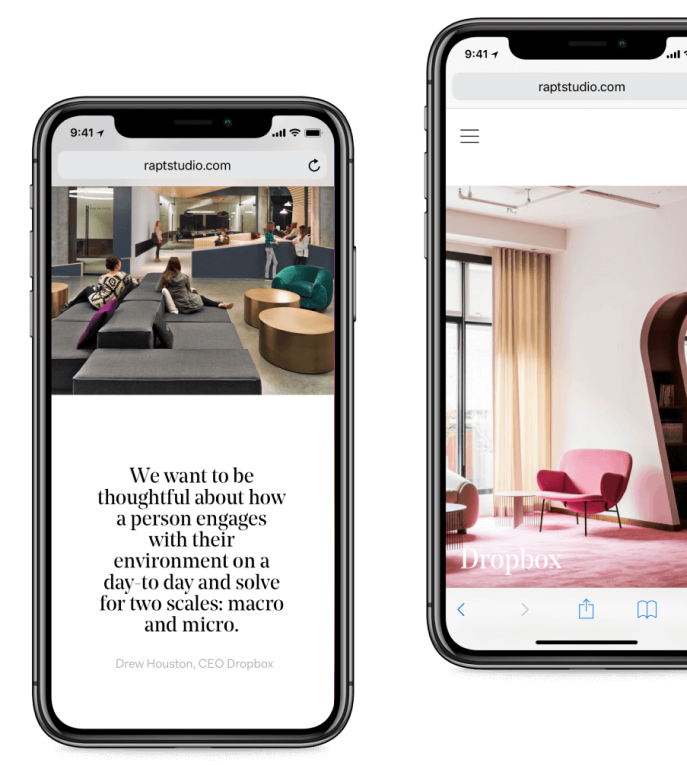 9:41
raptstudio.com
We want to be
thoughtful about how
a person engages
with their
environment on a
day-to day and solve
for two scales: macro
and micro.
Drew Houston, CEO Dropbox
9:41
raptstudio.com
Dropbox